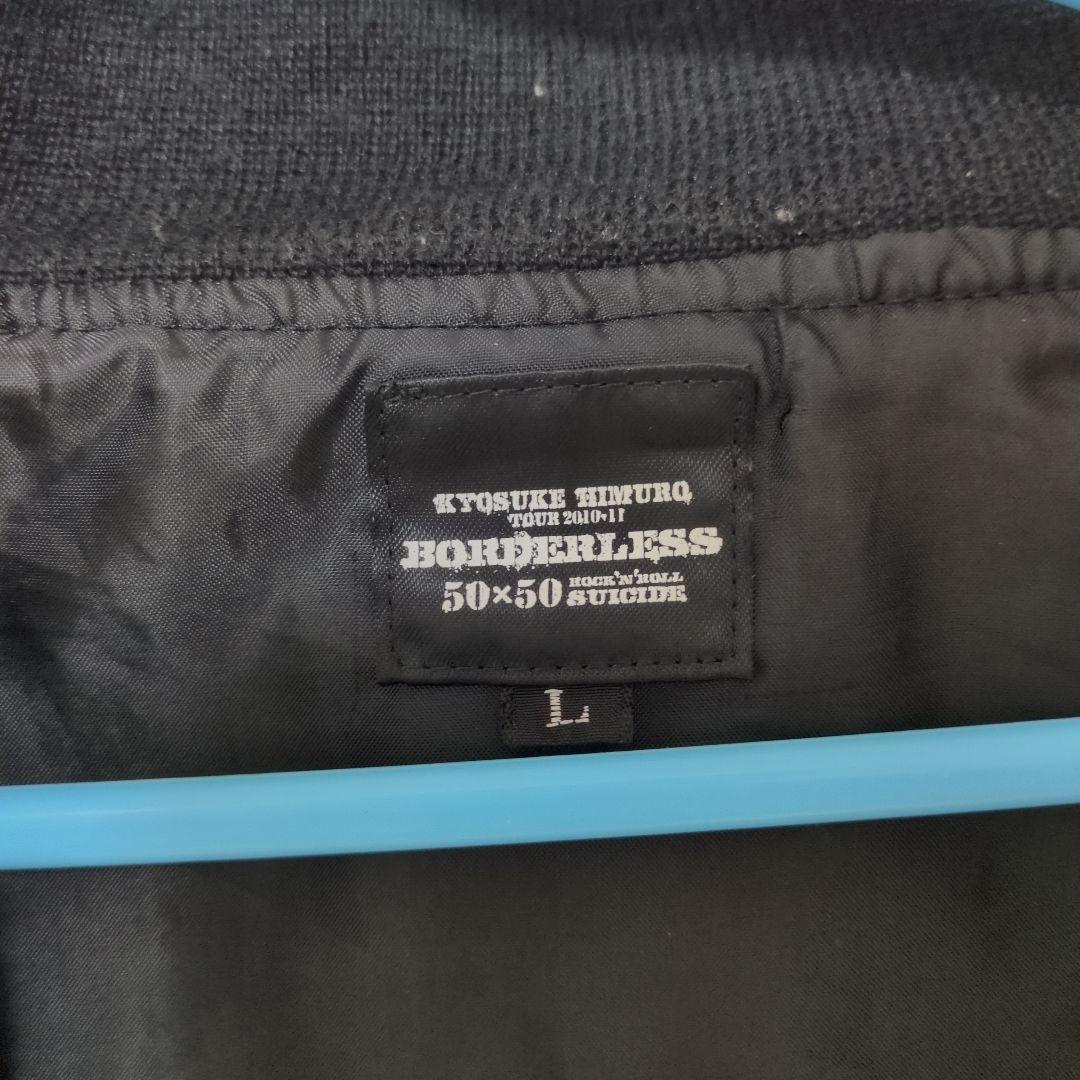 KYOSUKE HIMURO
TOUR 2010-11
BORDERLESS
50×50 ROCK'N'ROLL SUICIDE
L